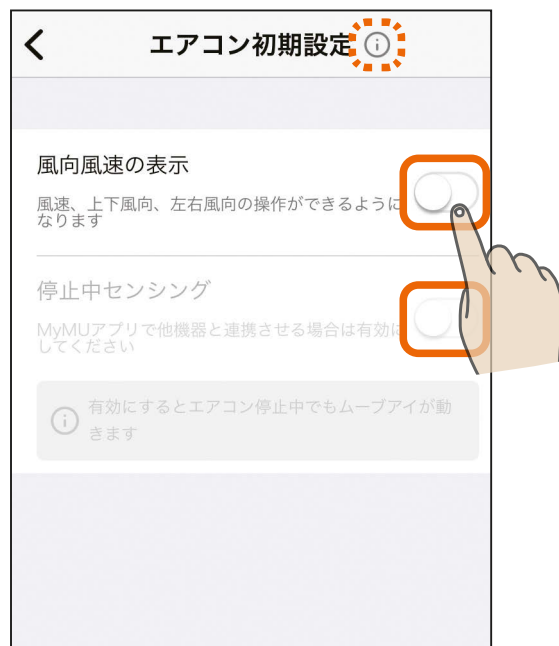 エアコン初期設定
風向風速の表示
風速、上下風向、左右風向の操作ができるように
なります
停止中センシング
MyMUアプリで他機器と連携させる場合は有効に
してください
有効にするとエアコン停止中でもムーブアイが動
きます